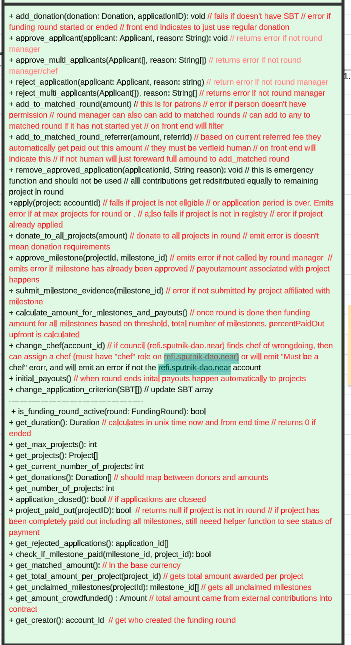 + add_donation(donation: Donation, applicationID): void // fails if doesn't have SBT // error if
funding round started or ended // front end indicates to just use regular donation
+ approve_applicant(applicant: Applicant, reason: String): void // returns error if not round
manager
+ approve_multi_applicants(Applicant[], reason: String[]) // returns error if not round
manager/chef
+ reject_application(applicant: Applicant, reason: string) // return error if not round manager
+ reject_multi_applicants(Applicant[]), reason: String[] // returns error if not round manager
+ add_to_matched_round(amount) // this is for patrons // error if person doesn't have
permission // round manager can also can add to matched rounds // can add to any
to matched round if it has not started yet // on front end will filter
+ add_to_matched_round_referrer(amount, referrId) // based on current referred fee they
automatically get paid out this amount // they must be verfieid human // on front end will
indicate this // if not human will just foreward full amount to add_matched round
+ remove_approved_application(applicationId, String reason): void // this is emergency
function and should not be used // alll contributions get redsitirbuted equally to remaining
project in round
+apply(project: accountId) // falls if project is not ellgible // or application period is over. Emits
error if at max projects for round or . // a;lso falls if project is not in registry // eror if project
already applied
+ donate_to_all_projects(amount) // donate to all projects in round // emit error is doesn't
mean donation requirements
+ approve_milestone(projectId, milestone_id) // emits error if not called by round manager //
emits error if milestone has already been approved // payoutamount associated with project
happens
+ summit_milestone_evidence(milestone_id) // error if not submitted by project affiliated with
milestone
+ calculate_amount_for_milestones_and_payouts() // once round is done then funding
amount for all milestones based on threshold, total number of milestones, percentPaidOut
upfront is calculated
+ change_chef(account_id) // if council (refi.sputnik-dao.near) finds chef of wrongdoing, then
can assign a chef (must have "chef" role on refi.sputnik-dao.near) or will emit "Must be a
chef" erorr, and will emit an error if not the refi.sputnik-dao.near account
+ initial_payouts() // when round ends inital payouts happen automatically to projects
+ change_application_criterion(SBT[]) // update SBT array
+ is_funding_round_active(round: FundingRound): bool
+ get_duration(): Duration // calculates in unix time now and from end time // returns 0 if
ended
+ get_max_projects(): int
+ get_projects(): Project[]
+ get_current_number_of_projects(): int
+ get_donations(): Donation[] // should map between donors and amounts
+ get_number_of_projects: int
+ application_closed(): bool // if applications are closeed
+ project_paid_out(projectID): bool // returns null if project is not in round // if project has
been completely paid out including all milestones, still neeed helper function to see status of
payment
+ get_rejected_applications(): application_id[]
+ check_if_milestone_paid(milestone_id, project_id): bool
+ get_matched_amount(): In the base currency
+ get_total_amount_per_project(project_id) // gets total amount awarded per project
+ get_unclaimed_milestones(projectId): milestone_id[] // gets all unclaimed milestones
+ get_amount_crowdfunded() : Amount // total amount came from external contributions into
contract
+ get_creator(): account_id // get who created the funding round
1.